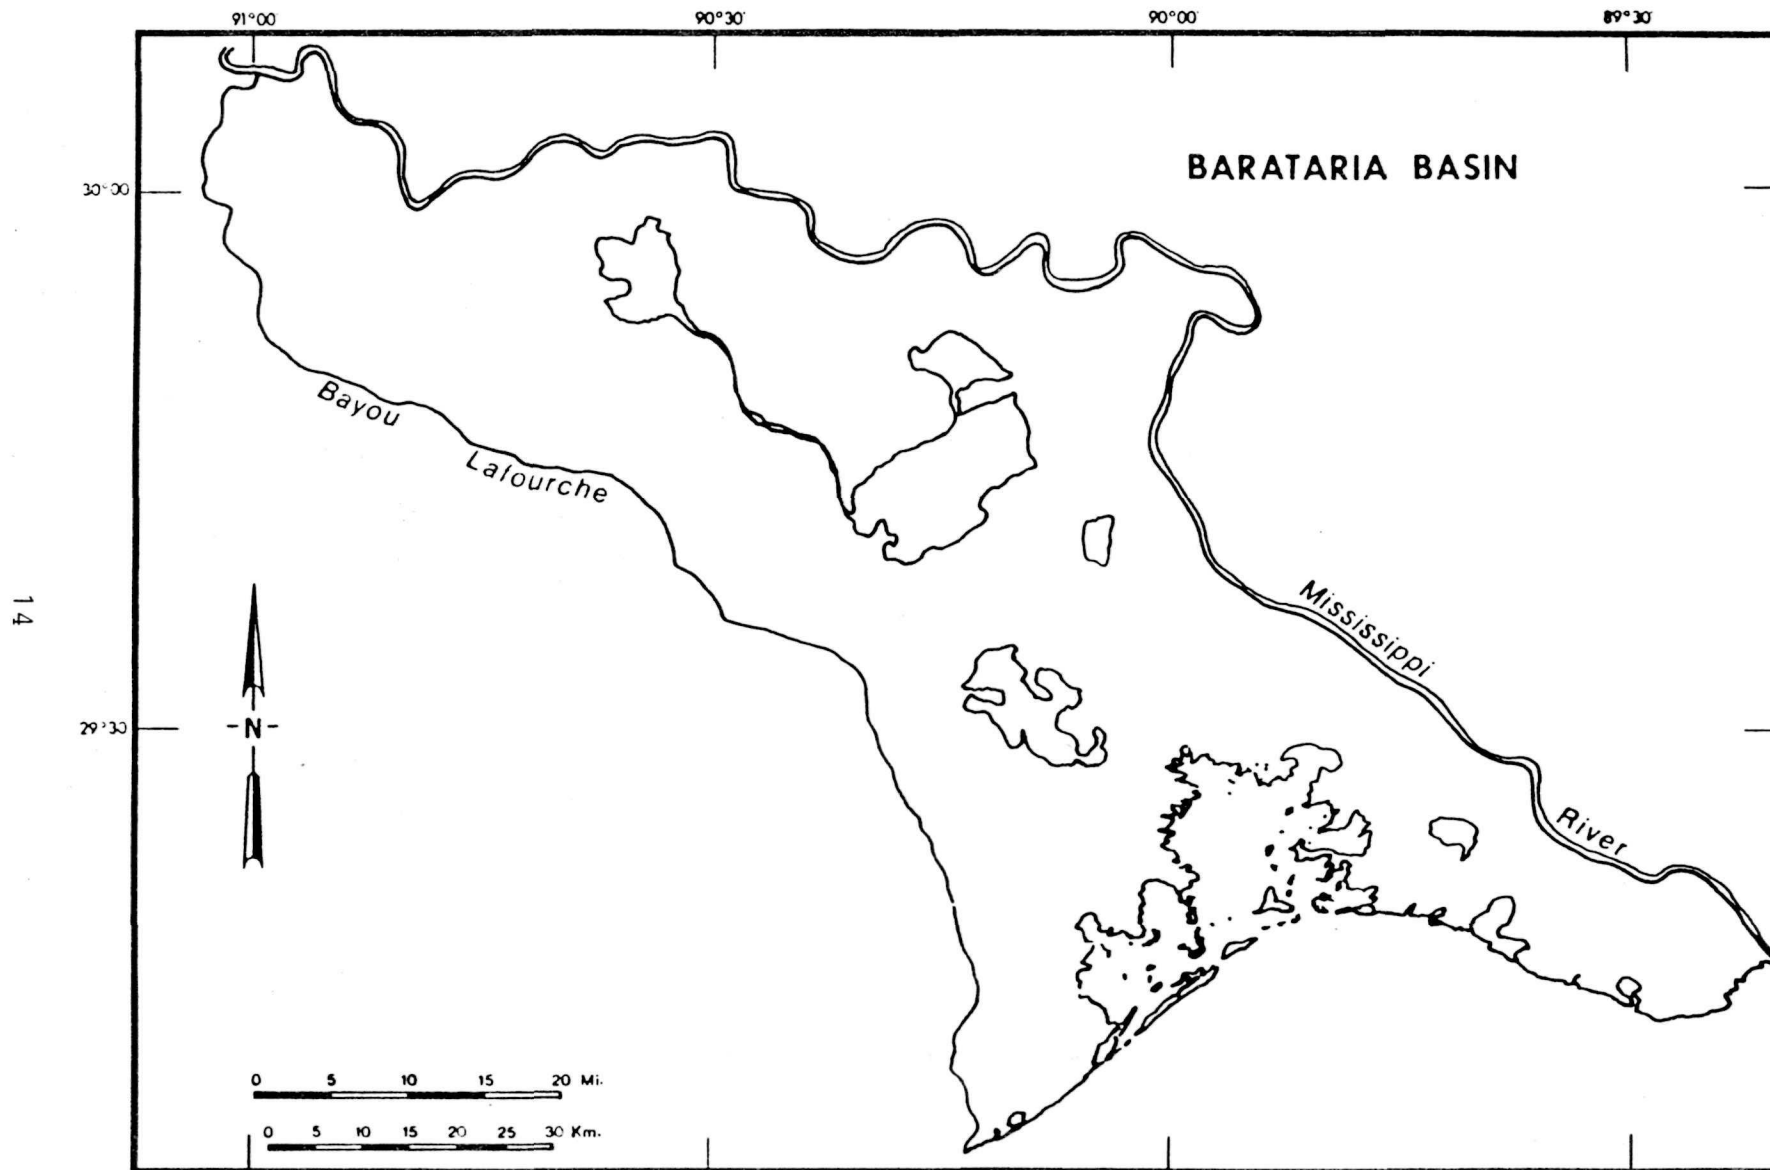 91°00' 90°30' 90°00' 89°30'
BARATARIA BASIN
30°00
Bayou
Lafourche
14
Mississippi
29°30
-N-
River
0 5 10 15 20 Mi.
0 5 10 15 20 25 30 Km.